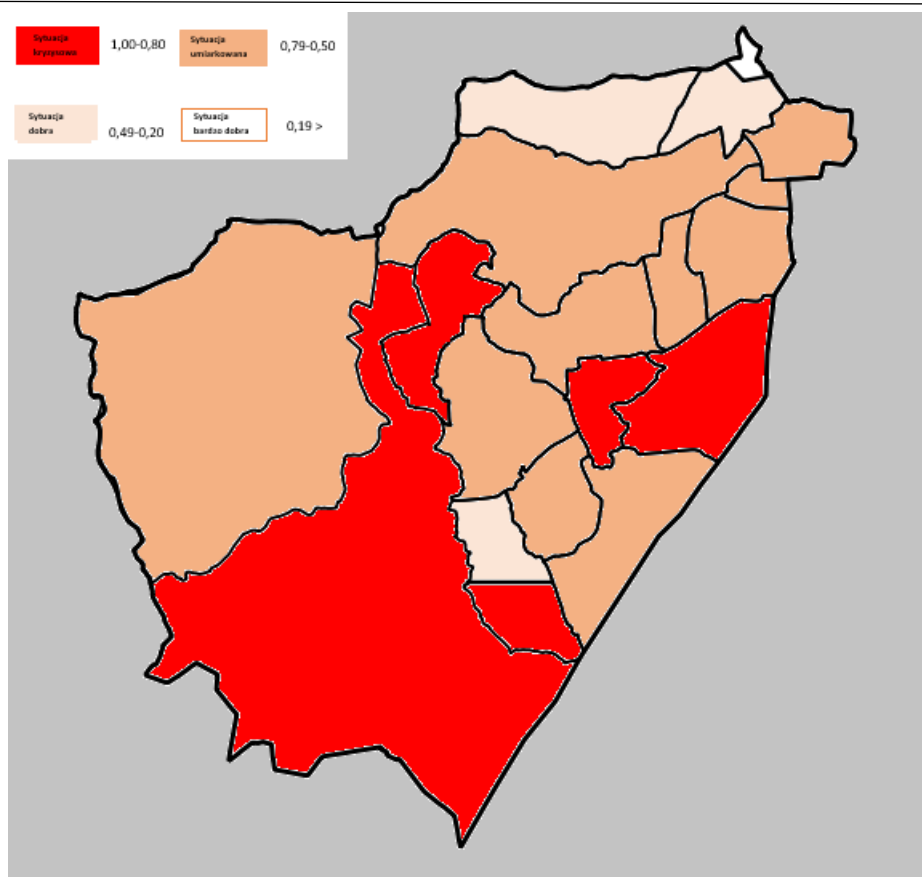 Sytuacja
kryzysowa
1,00-0,80
Sytuacja
umiarkowana
0,79-0,50
Sytuacja
dobra
0,49-0,20
Sytuacja
bardzo dobra
0,19 >